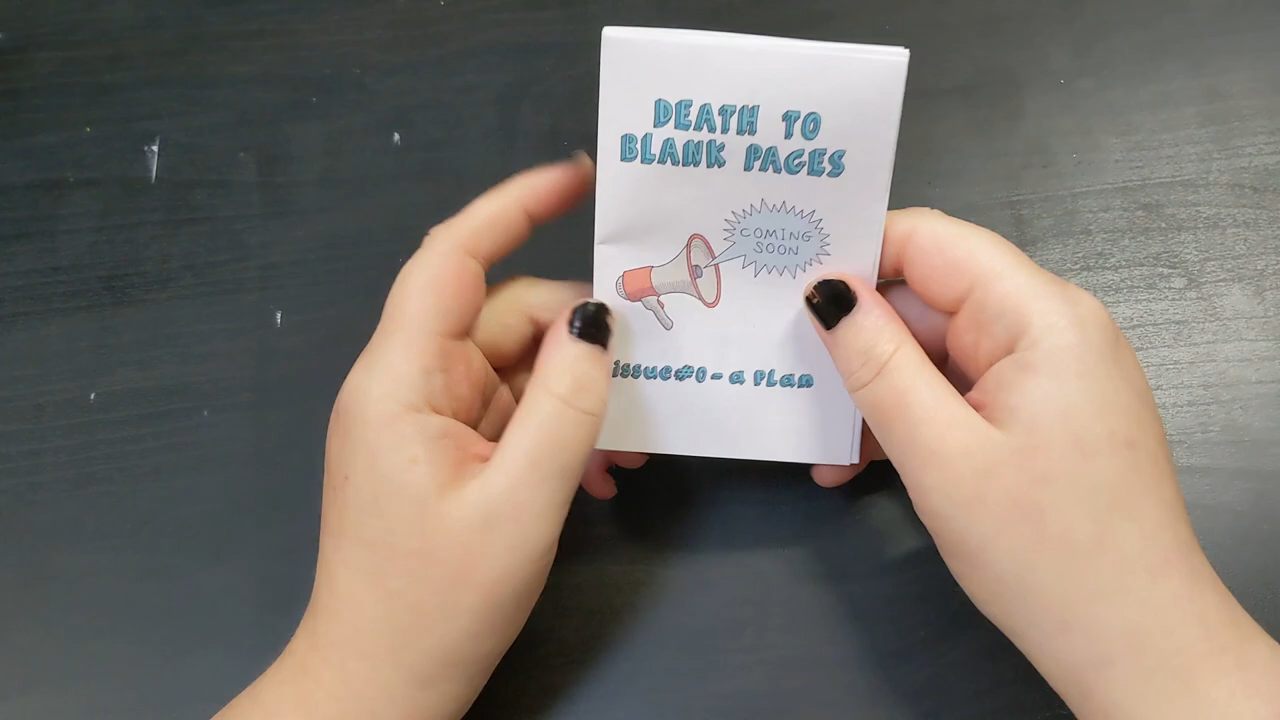 DEATH TO
BLANK PAGES
COMING
SOON
issue#0-a PLan